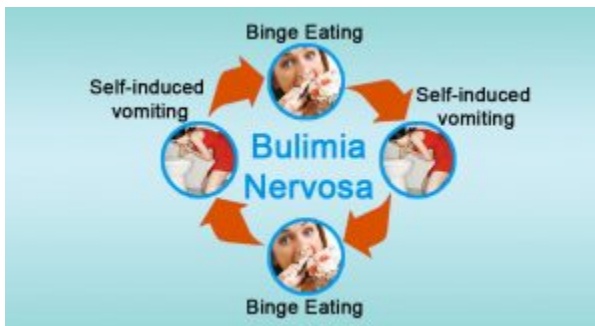 Binge Eating
Self-induced
vomiting
Self-induced
vomiting
Bulimia
Nervosa
Binge Eating